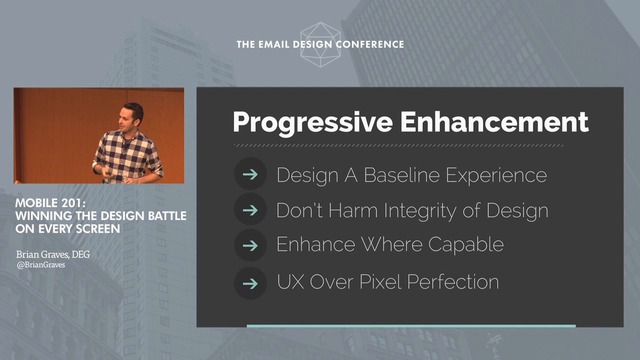 THE EMAIL DESIGN CONFERENCE
MOBILE 201:
WINNING THE DESIGN BATTLE
ON EVERY SCREEN
Brian Graves, DEG
@BrianGraves
Progressive Enhancement
Design A Baseline Experience
Don't Harm Integrity of Design
Enhance Where Capable
UX Over Pixel Perfection